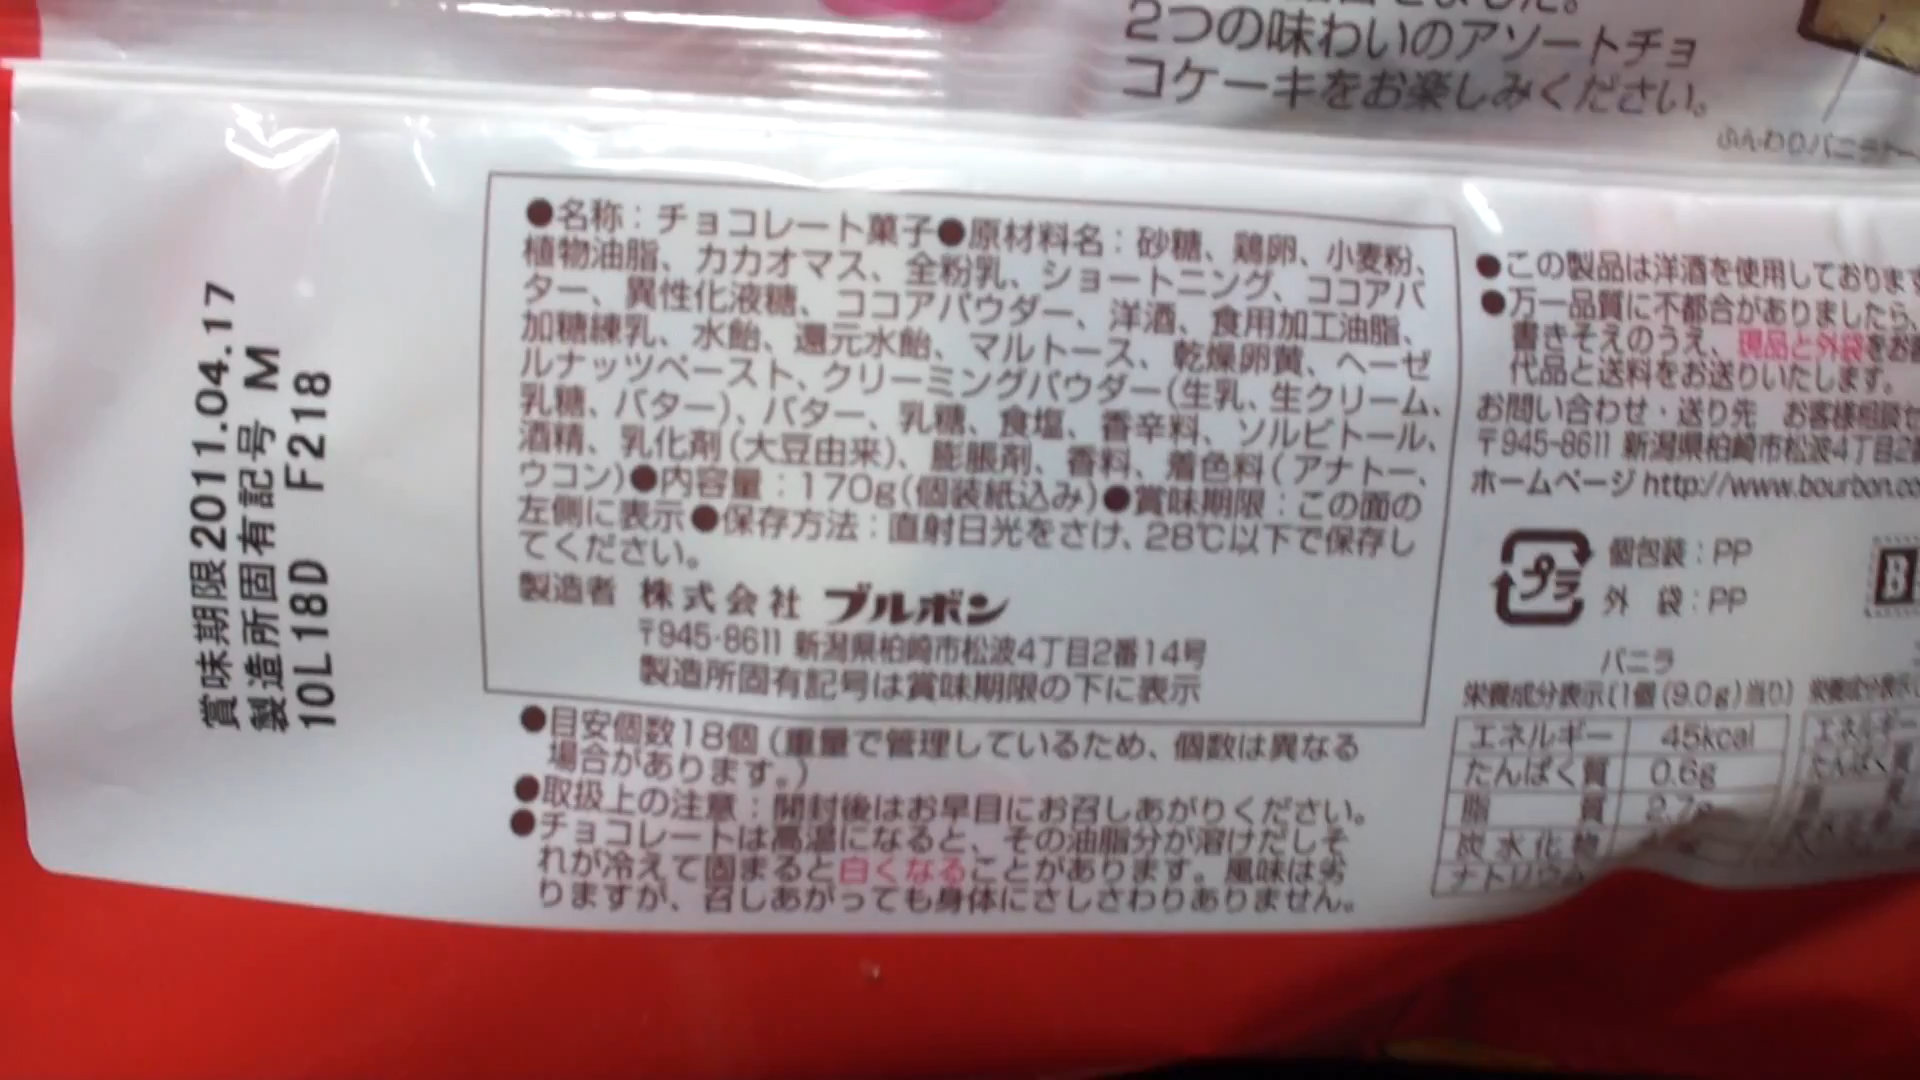 2つの味わいのアソートチョ
コケーキをお楽しみください。
ふんわりバニラ
賞味期限2011.04.17
製造所固有記号 M
10L18D F218
●名称：チョコレート菓子●原材料名：砂糖、鶏卵、小麦粉、
植物油脂、カカオマス、全粉乳、ショートニング、ココアバ
ター、異性化液糖、ココアパウダー、洋酒、食用加工油脂、
加糖練乳、水飴、還元水飴、マルトース、乾燥卵黄、ヘーゼ
ルナッツペースト、クリーミングパウダー（生乳、生クリーム、
乳糖、バター）、バター、乳糖、食塩、香辛料、ソルビトール、
酒精、乳化剤（大豆由来）、膨脹剤、香料、着色料（アナトー、
ウコン）●内容量：170g（個装紙込み）●賞味期限：この面の
左側に表示●保存方法：直射日光をさけ、28℃以下で保存し
てください。
製造者 株式会社 ブルボン
〒945-8611 新潟県柏崎市松波4丁目2番14号
製造所固有記号は賞味期限の下に表示
●目安個数18個（重量で管理しているため、個数は異なる
場合があります。）
●取扱上の注意：開封後はお早目にお召しあがりください。
●チョコレートは高温になると、その油脂分が溶けだしそ
れが冷えて固まると白くなることがあります。風味は劣
りますが、召しあがっても身体にさしさわりありません。
●この製品は洋酒を使用しております
●万一品質に不都合がありましたら、
書きそえのうえ、現品と外袋をお
代品と送料をお送りいたします。
お問い合わせ・送り先 お客様相談セ
〒945-8611 新潟県柏崎市松波4丁目2番
ホームページ http://www.bourbon.co
プラ
個包装：PP
外 袋：PP
B
バニラ
栄養成分表示（1個（9.0g）当り）
エネルギー 45kcal
たんぱく質 0.6g
脂質
炭水化物
ナトリウム
エネルギー